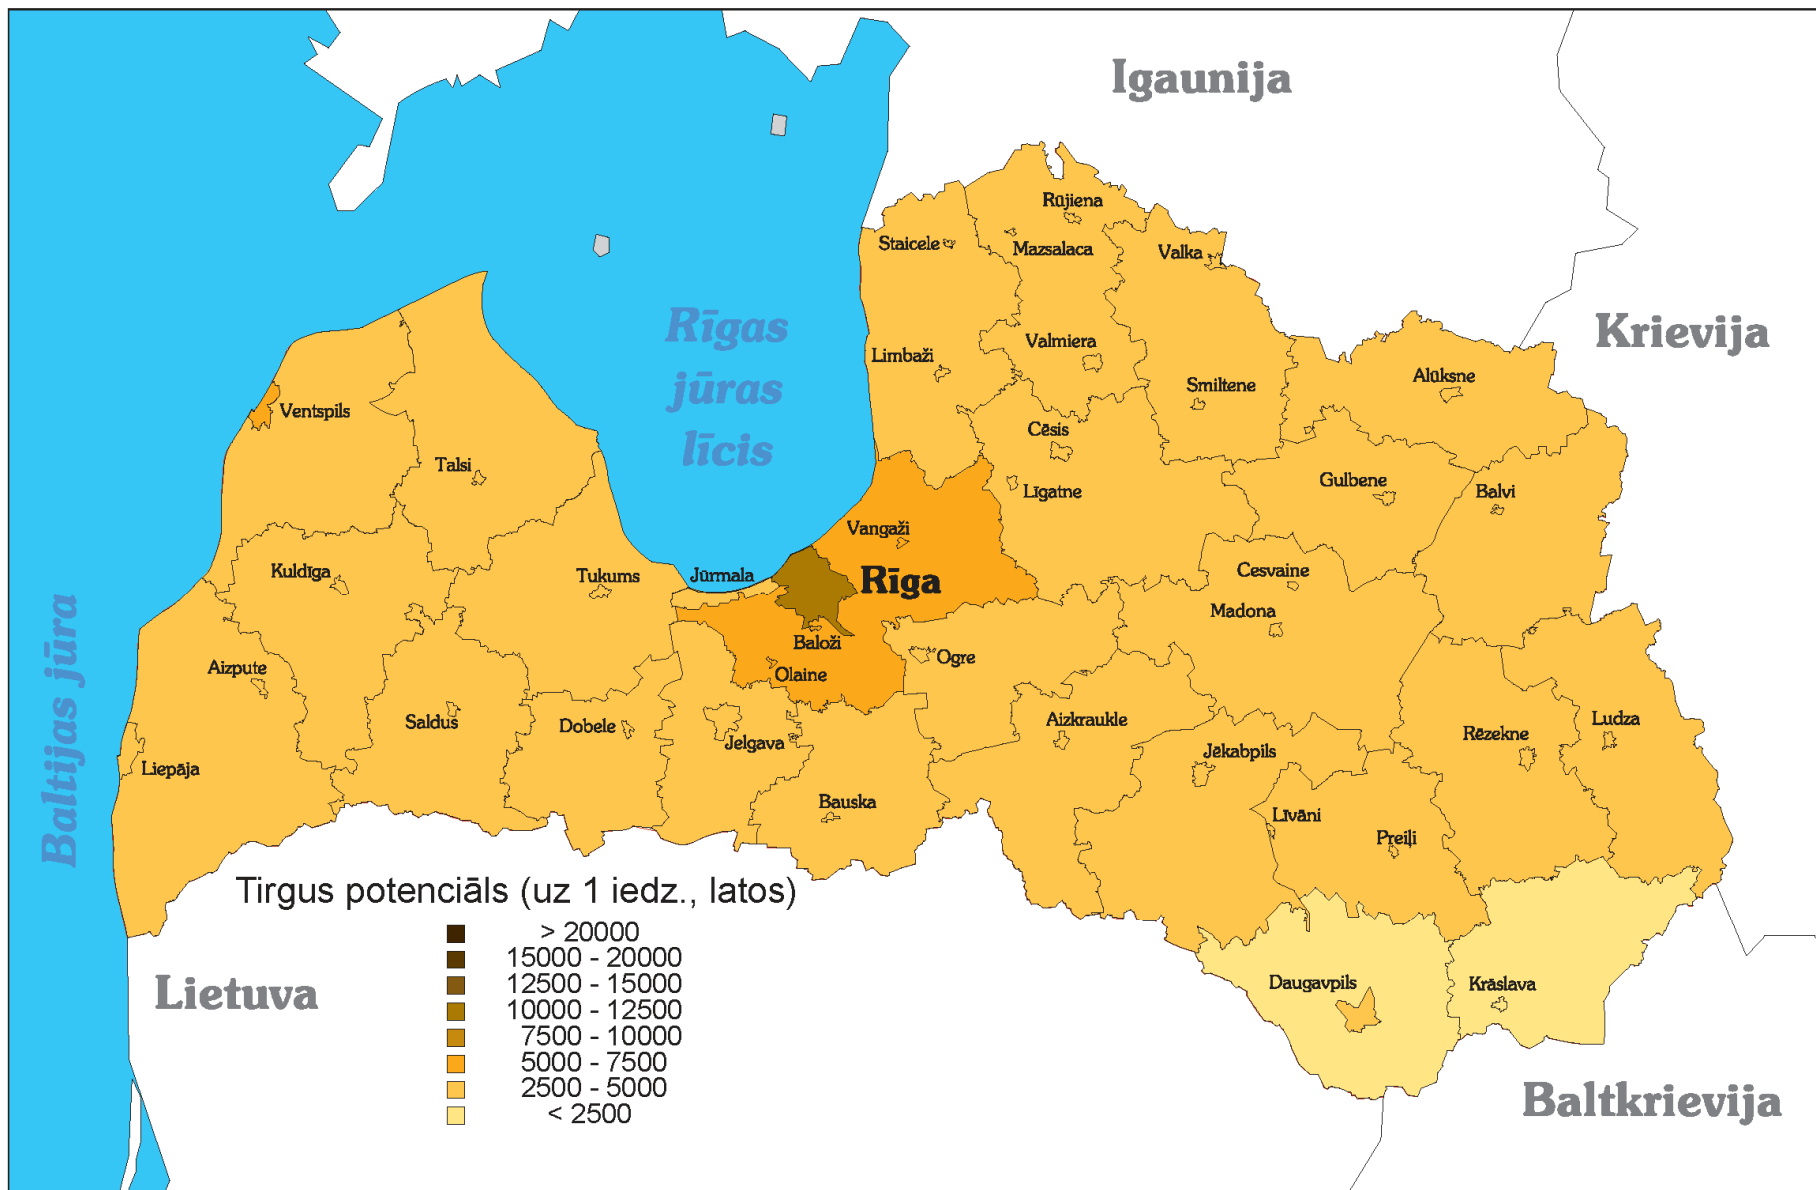 Igaunija
Rūjiena
Staicele
Mazsalaca
Valka
Rīgas
jūras
līcis
Krievija
Limbaži
Valmiera
Smiltene
Alūksne
Ventspils
Cēsis
Talsi
Līgatne
Gulbene
Balvi
Vangaži
Kuldīga
Tukums
Jūrmala
Rīga
Cesvaine
Madona
Baltijas jūra
Baloži
Aizpute
Olaine
Ogre
Saldus
Dobele
Jelgava
Aizkraukle
Jēkabpils
Rēzekne
Ludza
Liepāja
Bauska
Līvāni
Preiļi
Tirgus potenciāls (uz 1 iedz., latos)
> 20000
15000 - 20000
12500 - 15000
10000 - 12500
7500 - 10000
5000 - 7500
2500 - 5000
< 2500
Lietuva
Daugavpils
Krāslava
Baltkrievija